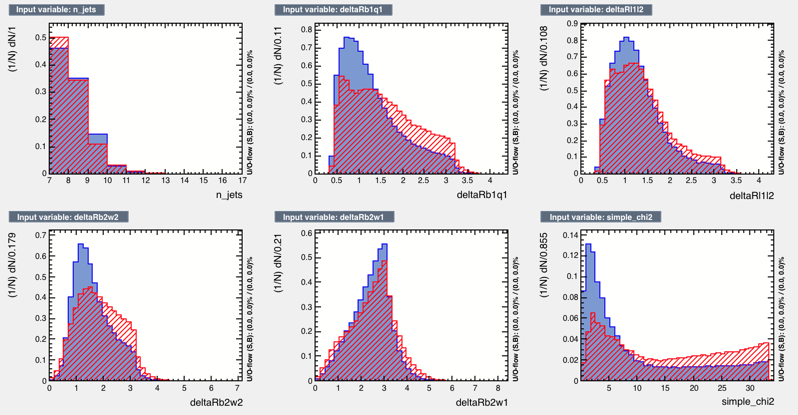 Input variable: n_jets
(1/N) dN/1
0.5
0.4
0.3
0.2
0.1
0
7 8 9 10 11 12 13 14 15 16 17
n_jets
U/O-flow (S,B): (0.0, 0.0)% / (0.0, 0.0)%
Input variable: deltaRb1q1
(1/N) dN/0.11
0.8
0.7
0.6
0.5
0.4
0.3
0.2
0.1
0
0 0.5 1 1.5 2 2.5 3 3.5 4
deltaRb1q1
U/O-flow (S,B): (0.0, 0.0)% / (0.0, 0.0)%
Input variable: deltaRl1l2
(1/N) dN/0.108
0.9
0.8
0.7
0.6
0.5
0.4
0.3
0.2
0.1
0
0 0.5 1 1.5 2 2.5 3 3.5 4
deltaRl1l2
U/O-flow (S,B): (0.0, 0.0)% / (0.0, 0.0)%
Input variable: deltaRb2w2
(1/N) dN/0.179
0.7
0.6
0.5
0.4
0.3
0.2
0.1
0
0 1 2 3 4 5 6 7
deltaRb2w2
U/O-flow (S,B): (0.0, 0.0)% / (0.0, 0.0)%
Input variable: deltaRb2w1
(1/N) dN/0.21
0.6
0.5
0.4
0.3
0.2
0.1
0
0 1 2 3 4 5 6 7 8
deltaRb2w1
U/O-flow (S,B): (0.0, 0.0)% / (0.0, 0.0)%
Input variable: simple_chi2
(1/N) dN/0.855
0.14
0.12
0.1
0.08
0.06
0.04
0.02
0
5 10 15 20 25 30
simple_chi2
U/O-flow (S,B): (0.0, 0.0)% / (0.0, 0.0)%